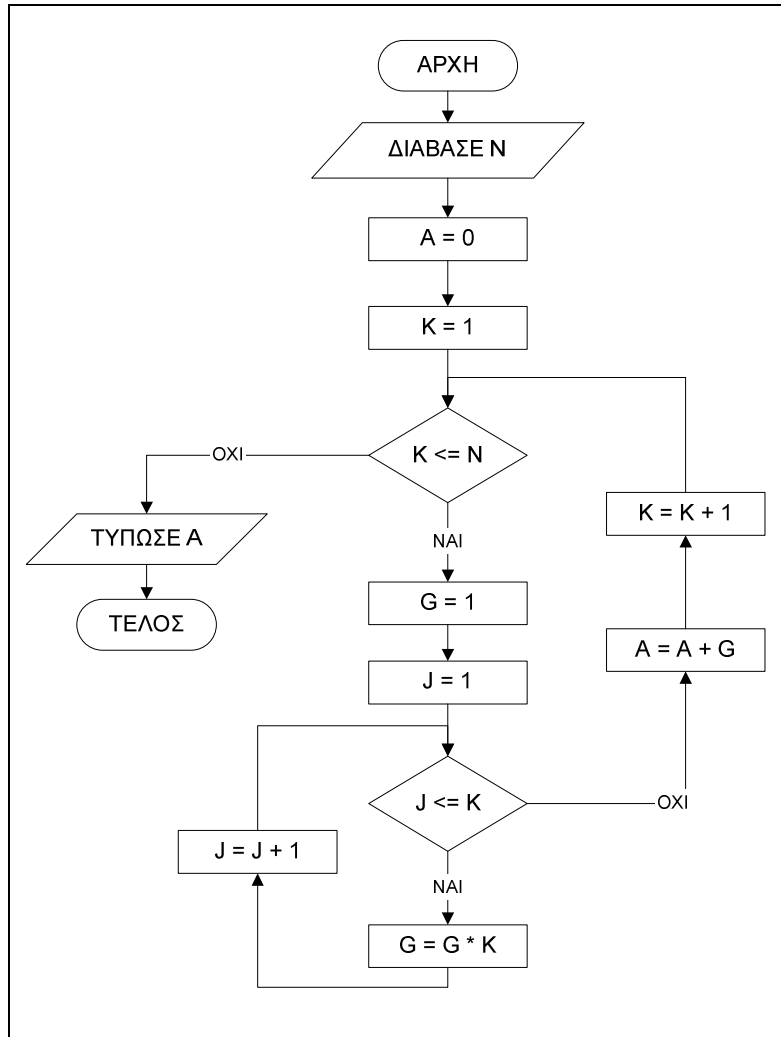 ΑΡΧΗ
ΔΙΑΒΑΣΕ Ν
Α = 0
Κ = 1
Κ <= Ν
ΟΧΙ
ΝΑΙ
ΤΥΠΩΣΕ Α
ΤΕΛΟΣ
G = 1
J = 1
J <= K
ΟΧΙ
ΝΑΙ
G = G * K
J = J + 1
A = A + G
K = K + 1